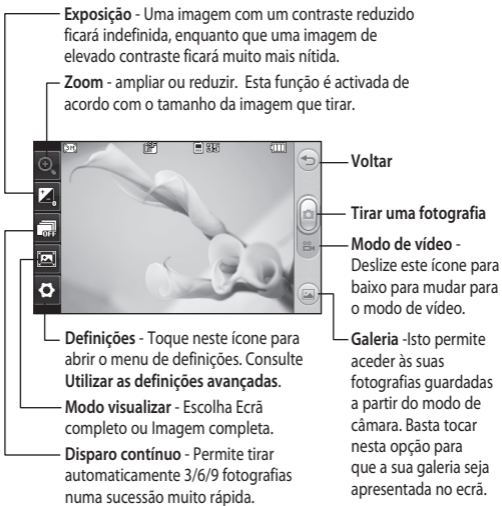 Exposição - Uma imagem com um contraste reduzido
ficará indefinida, enquanto que uma imagem de
elevado contraste ficará muito mais nítida.
Zoom - ampliar ou reduzir. Esta função é activada de
acordo com o tamanho da imagem que tirar.
3M
35
OFF
Voltar
Tirar uma fotografia
Modo de vídeo -
Deslize este ícone para
baixo para mudar para
o modo de vídeo.
Galeria -Isto permite
aceder às suas
fotografias guardadas
a partir do modo de
câmara. Basta tocar
nesta opção para
que a sua galeria seja
apresentada no ecrã.
Definições - Toque neste ícone para
abrir o menu de definições. Consulte
Utilizar as definições avançadas.
Modo visualizar - Escolha Ecrã
completo ou Imagem completa.
Disparo contínuo - Permite tirar
automaticamente 3/6/9 fotografias
numa sucessão muito rápida.